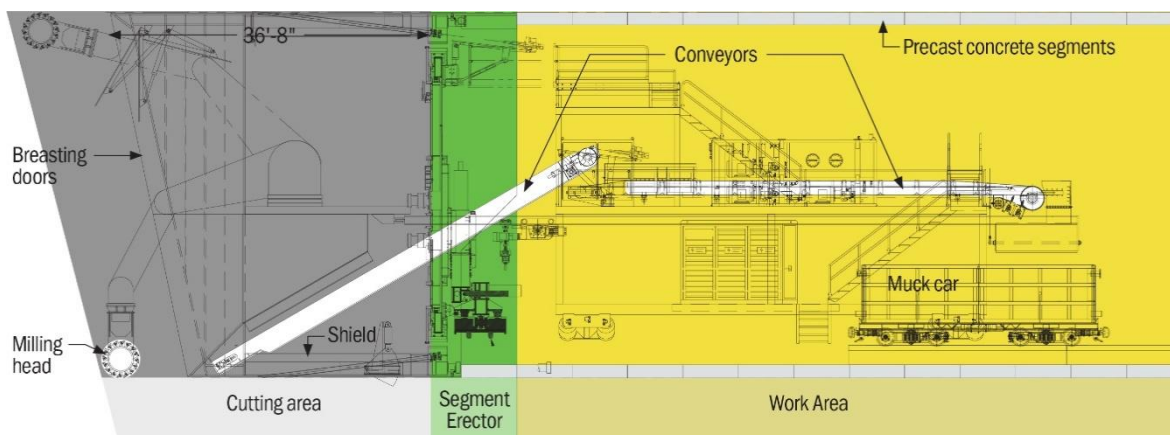 36'-8"
Conveyors
Precast concrete segments
Breasting
doors
Muck car
Milling
head
Shield
Cutting area
Segment
Erector
Work Area